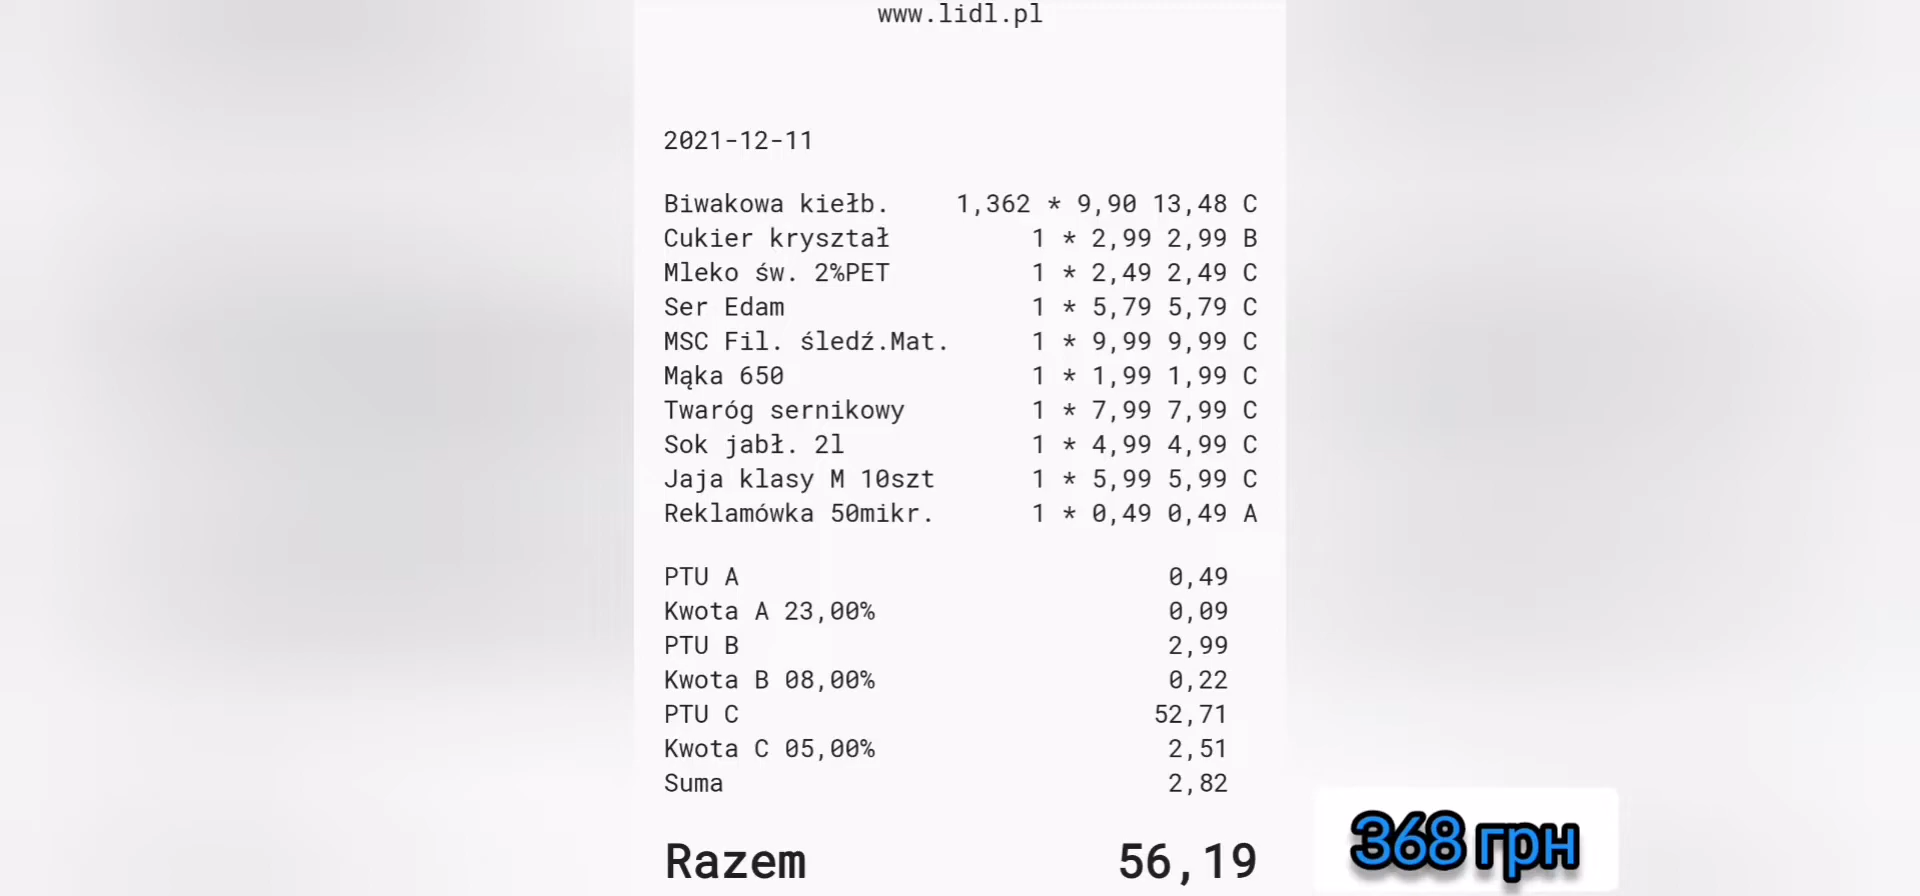 www.lidl.pl
2021-12-11
Biwakowa kiełb. 1,362 * 9,90 13,48 C
Cukier kryształ 1 * 2,99 2,99 B
Mleko św. 2%PET 1 * 2,49 2,49 C
Ser Edam 1 * 5,79 5,79 C
MSC Fil. śledź.Mat. 1 * 9,99 9,99 C
Mąka 650 1 * 1,99 1,99 C
Twaróg sernikowy 1 * 7,99 7,99 C
Sok jabł. 2l 1 * 4,99 4,99 C
Jaja klasy M 10szt 1 * 5,99 5,99 C
Reklamówka 50mikr. 1 * 0,49 0,49 A
PTU A 0,49
Kwota A 23,00% 0,09
PTU B 2,99
Kwota B 08,00% 0,22
PTU C 52,71
Kwota C 05,00% 2,51
Suma 2,82
Razem 56,19
368 грн